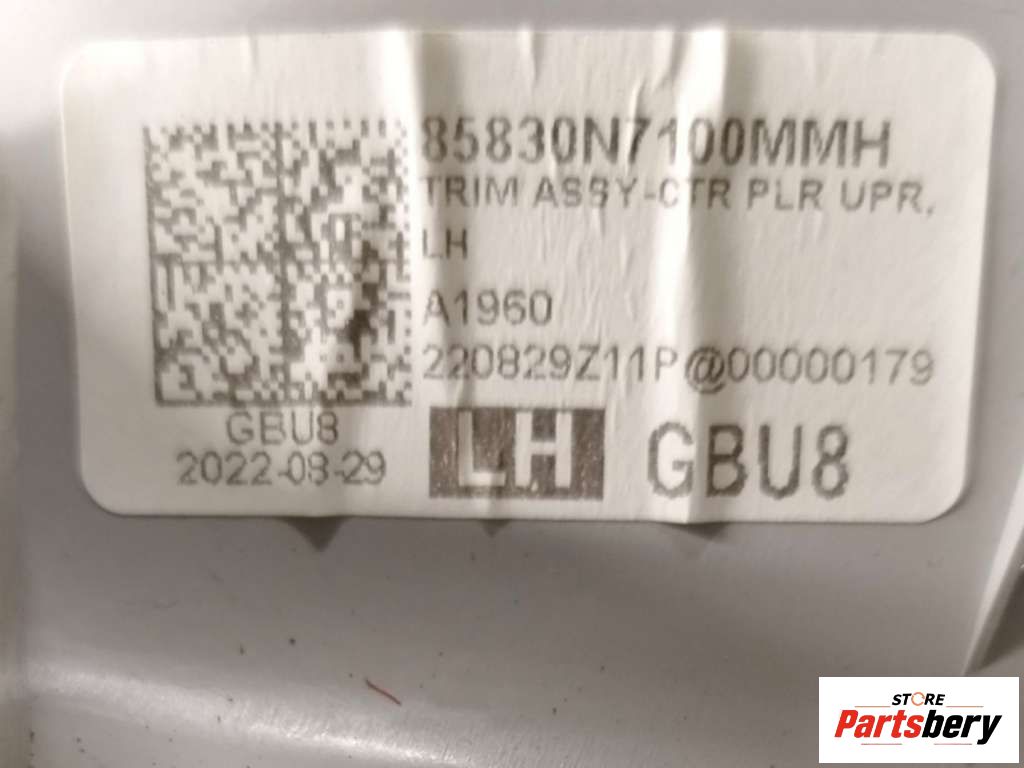 85830N7100MMH
TRIM ASSY-CTR PLR UPR,
LH
A1960
220829Z11P@00000179
GBU8
2022-08-29
LH
GBU8
STORE
Partsbery